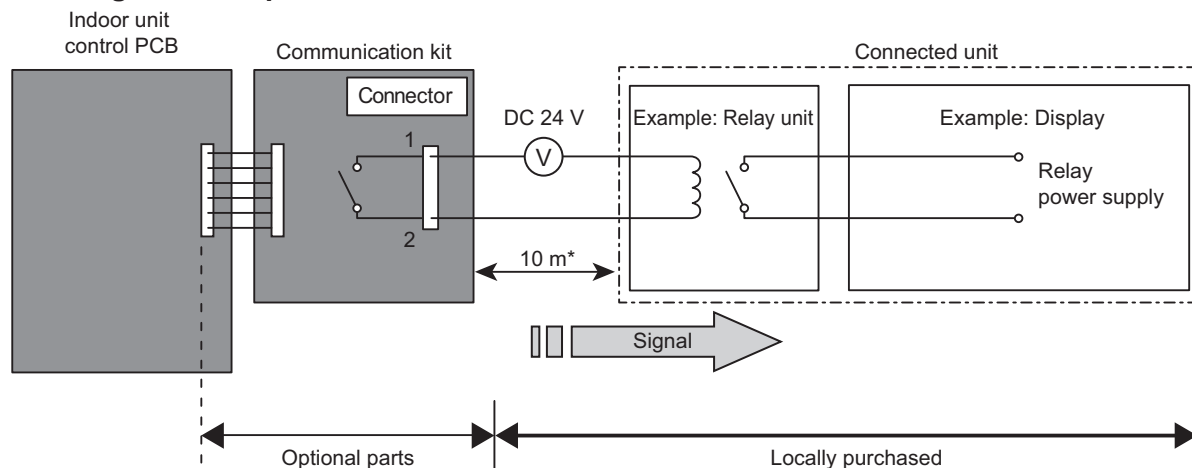 Indoor unit
control PCB
Communication kit
Connected unit
Connector
DC 24 V
Example: Relay unit
Example: Display
1
V
Relay
power supply
2
10 m*
Signal
Optional parts
Locally purchased